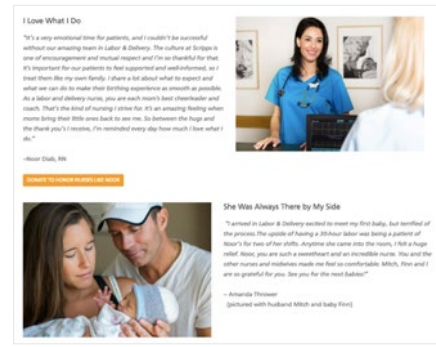 I Love What I Do
"It's a very emotional time for patients, and I couldn't be successful
without our amazing team in Labor & Delivery. The culture at Scripps is
one of encouragement and mutual respect and I'm so thankful for that.
It's important for our patients to feel supported and well-informed, so I
treat them like my own family. I share a lot about what to expect and
what we can do to make their birthing experience as smooth as possible.
As a labor and delivery nurse, you are each mom's best cheerleader and
coach. That's the kind of nursing I strive for. It's an amazing feeling when
moms bring their little ones back to see me. So between the hugs and
the thank you's I receive, I'm reminded every day how much I love what I
do."
–Noor Diab, RN
DONATE TO HONOR NURSES LIKE NOOR
She Was Always There by My Side
"I arrived in Labor & Delivery excited to meet my first baby, but terrified of
the process.The upside of having a 39-hour labor was being a patient of
Noor's for two of her shifts. Anytime she came into the room, I felt a huge
relief. Noor, you are such a sweetheart and an incredible nurse. You and the
other nurses and midwives made me feel so comfortable. Mitch, Finn and I
are so grateful for you. See you for the next babies!"
– Amanda Thrower
(pictured with husband Mitch and baby Finn)